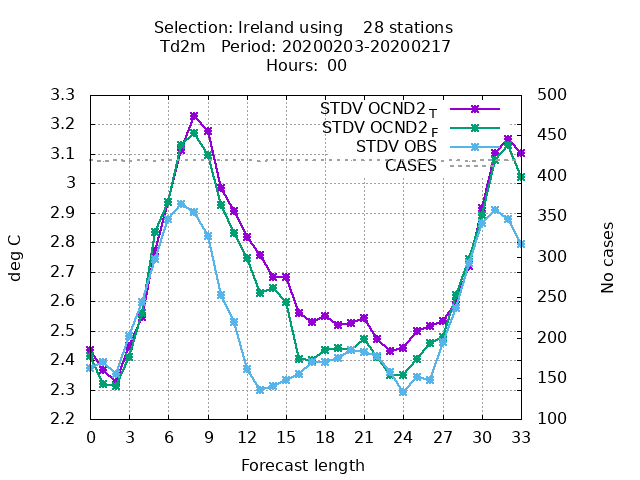 Selection: Ireland using    28 stations
Td2m   Period: 20200203-20200217
Hours:  00
3.3
3.2
3.1
3
2.9
2.8
2.7
2.6
2.5
2.4
2.3
2.2
deg C
STDV OCND2 T
STDV OCND2 F
STDV OBS
CASES
500
450
400
350
300
250
200
150
100
No cases
0 3 6 9 12 15 18 21 24 27 30 33
Forecast length